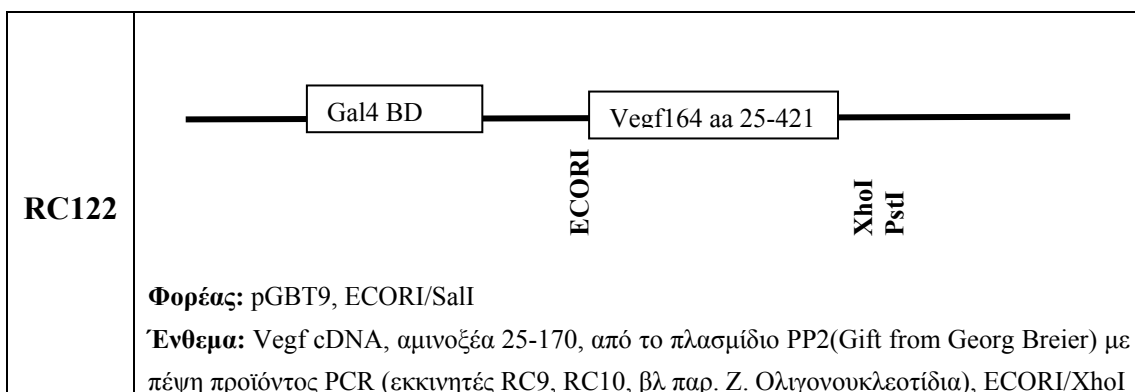 Gal4 BD
Vegf164 aa 25-421
ECORI
XhoI
PstI
RC122
Φορέας: pGBT9, ECORI/SalI
Ένθεμα: Vegf cDNA, αμινοξέα 25-170, από το πλασμίδιο PP2(Gift from Georg Breier) με
πέψη προϊόντος PCR (εκκινητές RC9, RC10, βλ παρ. Ζ. Ολιγονουκλεοτίδια), ECORI/XhoI